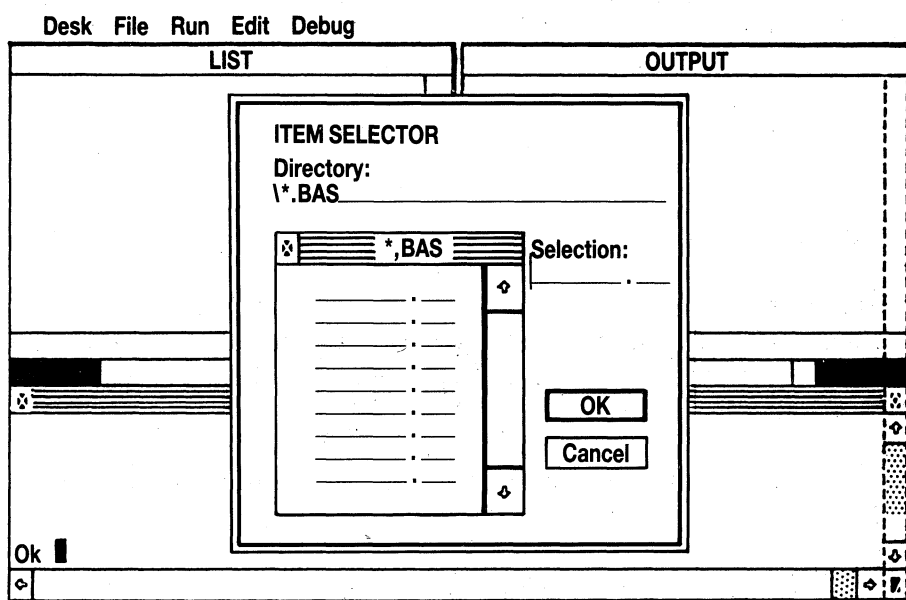 Desk File Run Edit Debug
LIST
OUTPUT
ITEM SELECTOR
Directory:
\*.BAS
*,BAS
Selection:
OK
Cancel
Ok